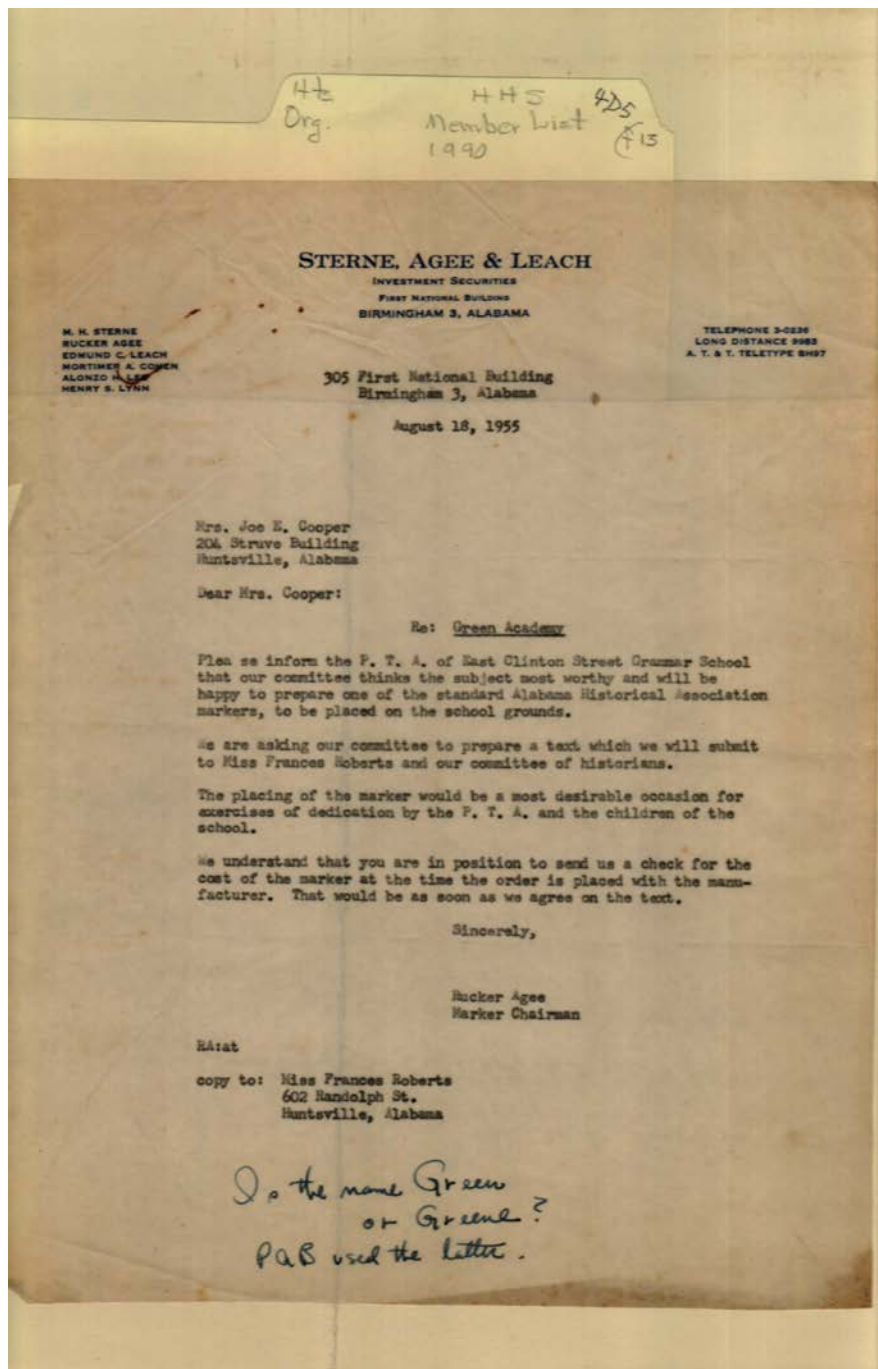 Hts HHS 4D5
Org. Member List F13
1990
STERNE, AGEE & LEACH
INVESTMENT SECURITIES
FIRST NATIONAL BUILDING
BIRMINGHAM 3, ALABAMA
M. H. STERNE
RUCKER AGEE
EDMUND C. LEACH
MORTIMER A. COHEN
ALONZO H. LEE
HENRY S. LYNN
TELEPHONE 3-0236
LONG DISTANCE 9983
A. T. & T. TELETYPE BH97
305 First National Building
Birmingham 3, Alabama
August 18, 1955
Mrs. Joe E. Cooper
204 Struve Building
Huntsville, Alabama
Dear Mrs. Cooper:
Re: Green Academy
Plea se inform the P. T. A. of East Clinton Street Grammar School
that our committee thinks the subject most worthy and will be
happy to prepare one of the standard Alabama Historical Association
markers, to be placed on the school grounds.
We are asking our committee to prepare a text which we will submit
to Miss Frances Roberts and our committee of historians.
The placing of the marker would be a most desirable occasion for
exercises of dedication by the P. T. A. and the children of the
school.
We understand that you are in position to send us a check for the
cost of the marker at the time the order is placed with the manu-
facturer. That would be as soon as we agree on the text.
Sincerely,
Rucker Agee
Marker Chairman
RA:at
copy to: Miss Frances Roberts
602 Randolph St.
Huntsville, Alabama
Is the name Green
or Greene?
PAB used the latter.